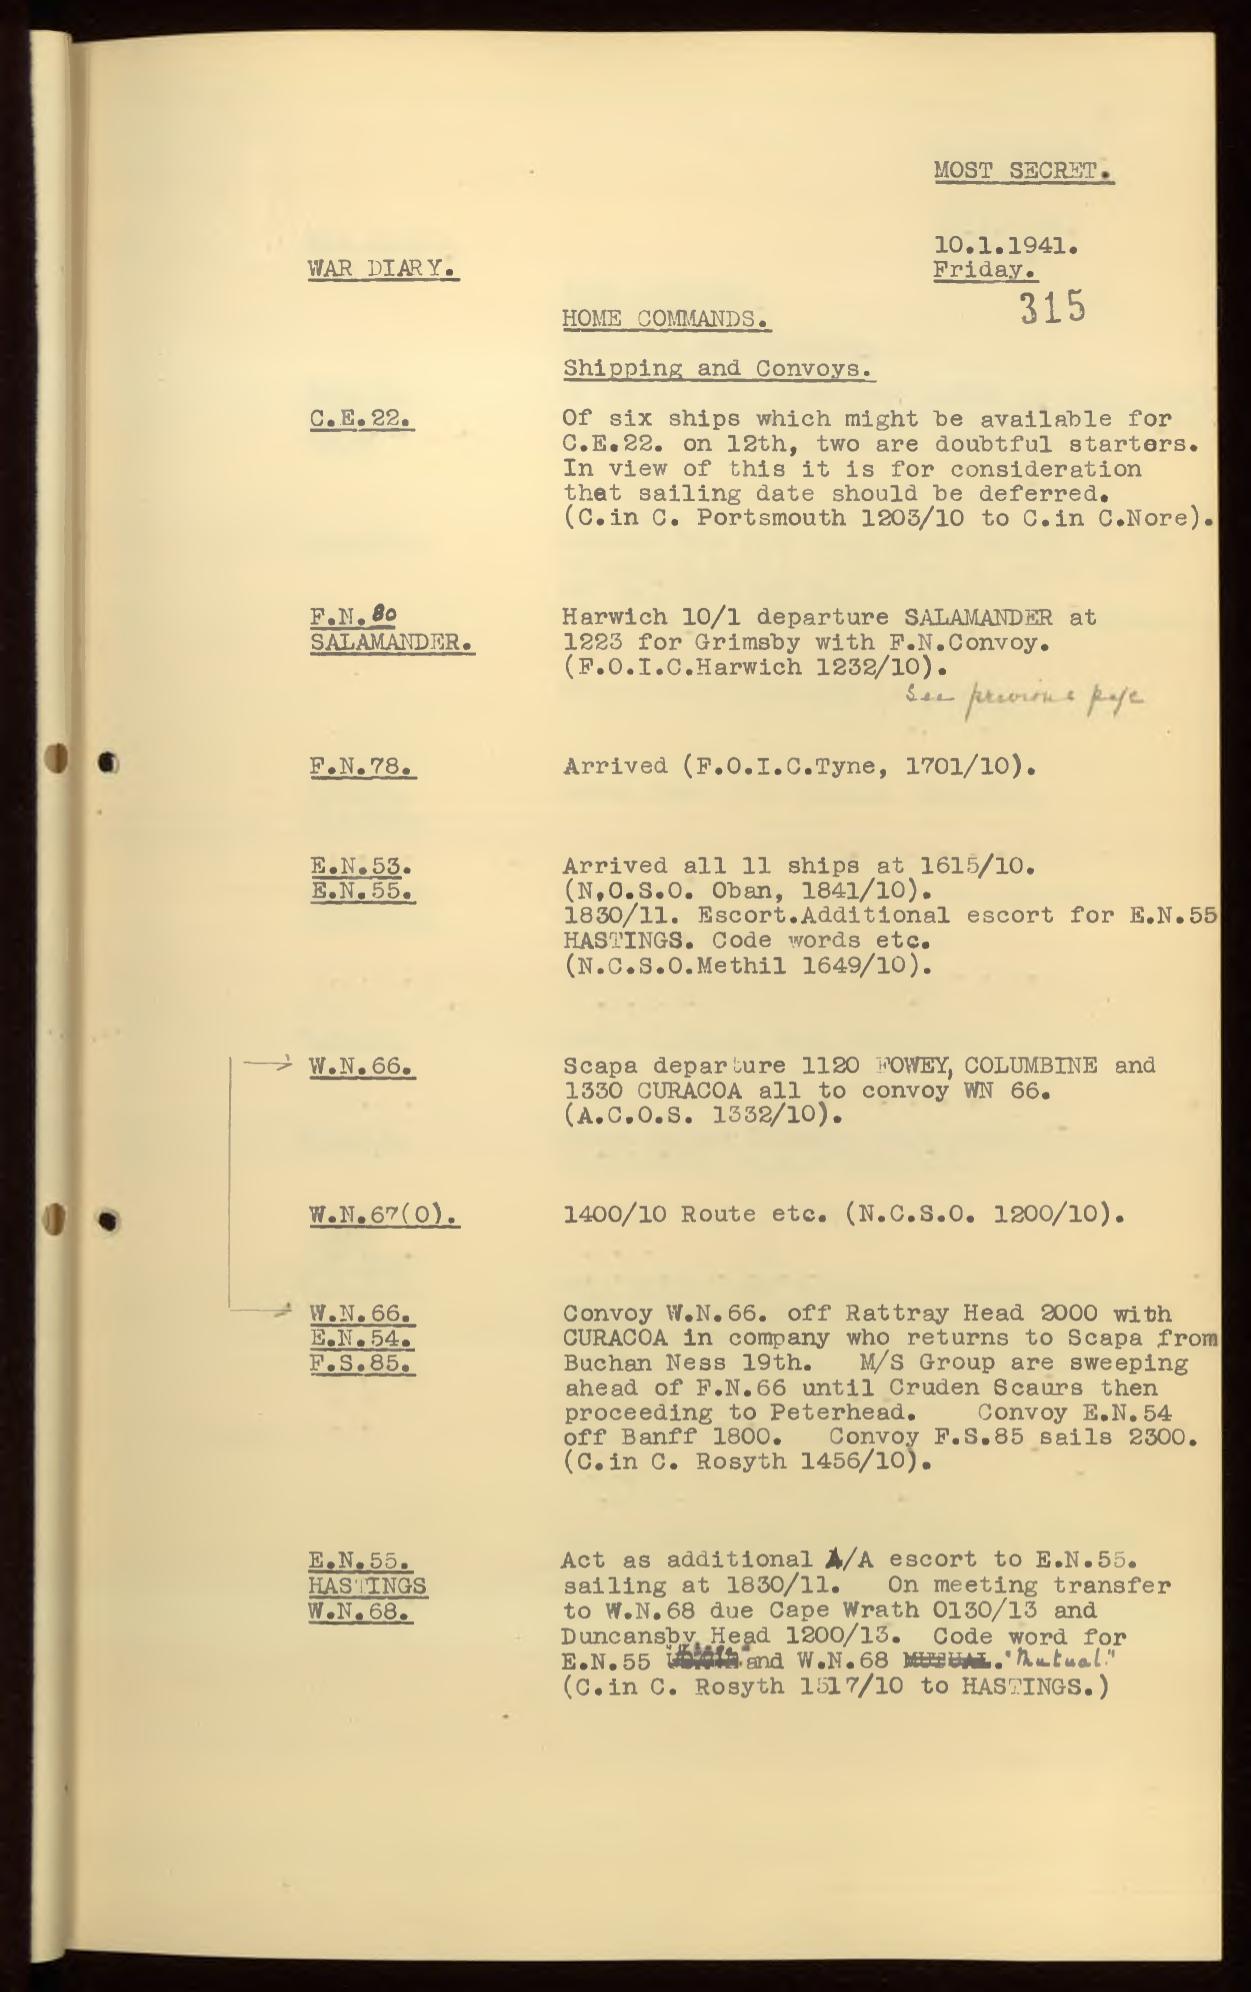 MOST SECRET.
10.1.1941.
Friday.
WAR DIARY.
315
HOME COMMANDS.
Shipping and Convoys.
C.E.22.
Of six ships which might be available for
C.E.22. on 12th, two are doubtful starters.
In view of this it is for consideration
that sailing date should be deferred.
(C.in C. Portsmouth 1203/10 to C.in C.Nore).
F.N.80
SALAMANDER.
Harwich 10/1 departure SALAMANDER at
1223 for Grimsby with F.N.Convoy.
(F.O.I.C.Harwich 1232/10).
See previous page
F.N.78.
Arrived (F.O.I.C.Tyne, 1701/10).
E.N.53.
E.N.55.
Arrived all 11 ships at 1615/10.
(N.O.S.O. Oban, 1841/10).
1830/11. Escort.Additional escort for E.N.55
HASTINGS. Code words etc.
(N.C.S.O.Methil 1649/10).
W.N.66.
Scapa departure 1120 FOWEY, COLUMBINE and
1330 CURACOA all to convoy WN 66.
(A.C.O.S. 1332/10).
W.N.67(O).
1400/10 Route etc. (N.C.S.O. 1200/10).
W.N.66.
E.N.54.
F.S.85.
Convoy W.N.66. off Rattray Head 2000 with
CURACOA in company who returns to Scapa from
Buchan Ness 19th. M/S Group are sweeping
ahead of F.N.66 until Cruden Scaurs then
proceeding to Peterhead. Convoy E.N.54
off Banff 1800. Convoy F.S.85 sails 2300.
(C.in C. Rosyth 1456/10).
E.N.55.
HASTINGS
W.N.68.
Act as additional A/A escort to E.N.55.
sailing at 1830/11. On meeting transfer
to W.N.68 due Cape Wrath 0130/13 and
Duncansby Head 1200/13. Code word for
E.N.55 and W.N.68 MUTUAL. "Mutual."
(C.in C. Rosyth 1517/10 to HASTINGS.)